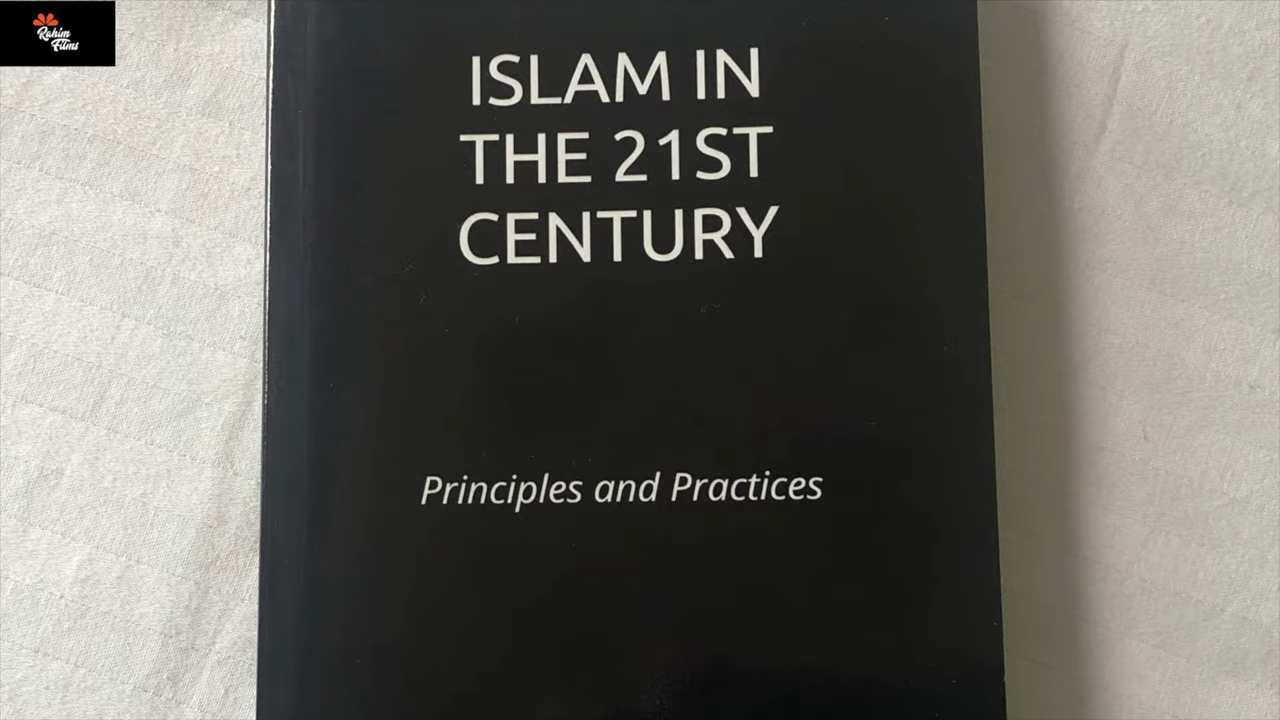 Rahim
Films
ISLAM IN
THE 21ST
CENTURY
Principles and Practices